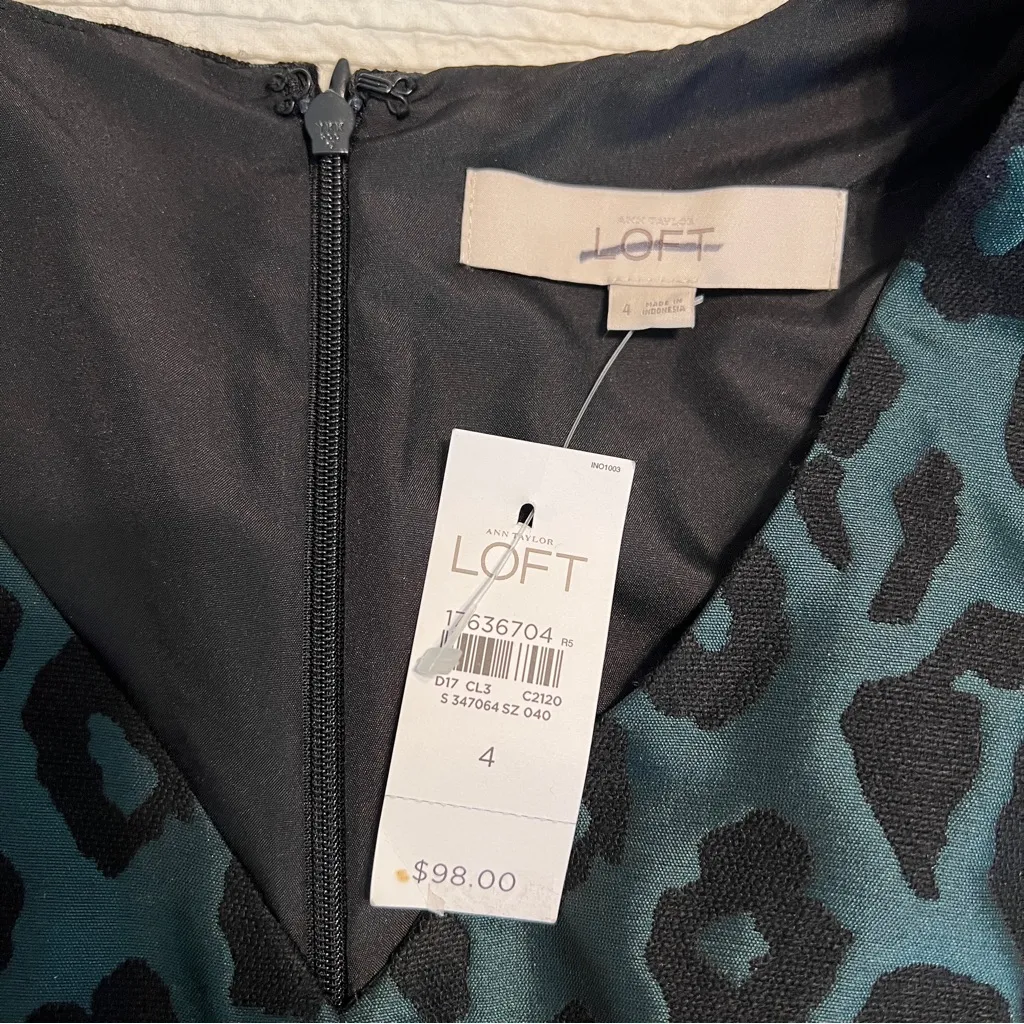 ANN TAYLOR
LOFT
4 MADE IN
INDONESIA
INO1003
ANN TAYLOR
LOFT
17636704 R5
D17 CL3 C2120
S 347064 SZ 040
4
$98.00